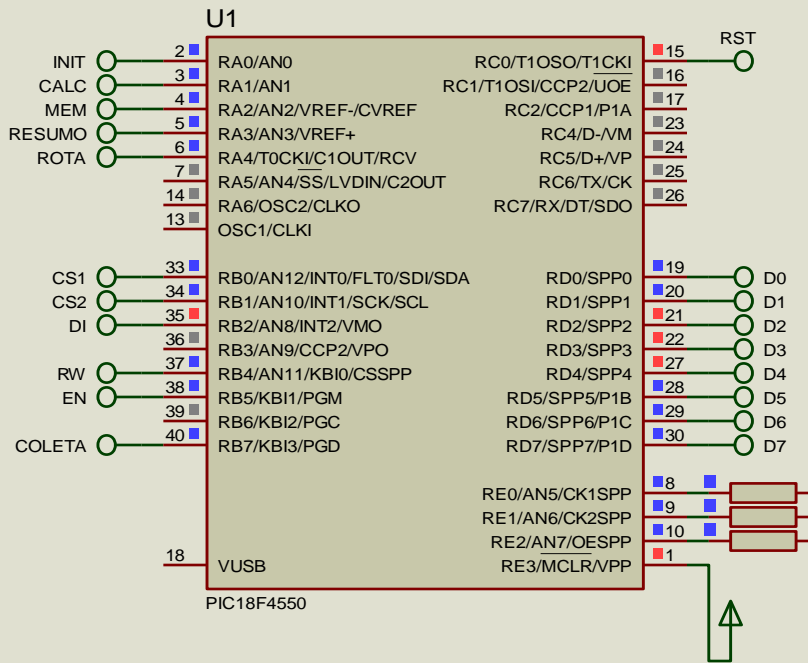 U1
INIT 2 RA0/AN0 RC0/T1OSO/T1CKI 15 RST
CALC 3 RA1/AN1 RC1/T1OSI/CCP2/UOE 16
MEM 4 RA2/AN2/VREF-/CVREF RC2/CCP1/P1A 17
RESUMO 5 RA3/AN3/VREF+ RC4/D-/VM 23
ROTA 6 RA4/T0CKI/C1OUT/RCV RC5/D+/VP 24
7 RA5/AN4/SS/LVDIN/C2OUT RC6/TX/CK 25
14 RA6/OSC2/CLKO RC7/RX/DT/SDO 26
13 OSC1/CLKI
CS1 33 RB0/AN12/INT0/FLT0/SDI/SDA RD0/SPP0 19 D0
CS2 34 RB1/AN10/INT1/SCK/SCL RD1/SPP1 20 D1
DI 35 RB2/AN8/INT2/VMO RD2/SPP2 21 D2
36 RB3/AN9/CCP2/VPO RD3/SPP3 22 D3
RW 37 RB4/AN11/KBI0/CSSPP RD4/SPP4 27 D4
EN 38 RB5/KBI1/PGM RD5/SPP5/P1B 28 D5
39 RB6/KBI2/PGC RD6/SPP6/P1C 29 D6
COLETA 40 RB7/KBI3/PGD RD7/SPP7/P1D 30 D7
RE0/AN5/CK1SPP 8
RE1/AN6/CK2SPP 9
RE2/AN7/OESPP 10
18 VUSB RE3/MCLR/VPP 1
PIC18F4550